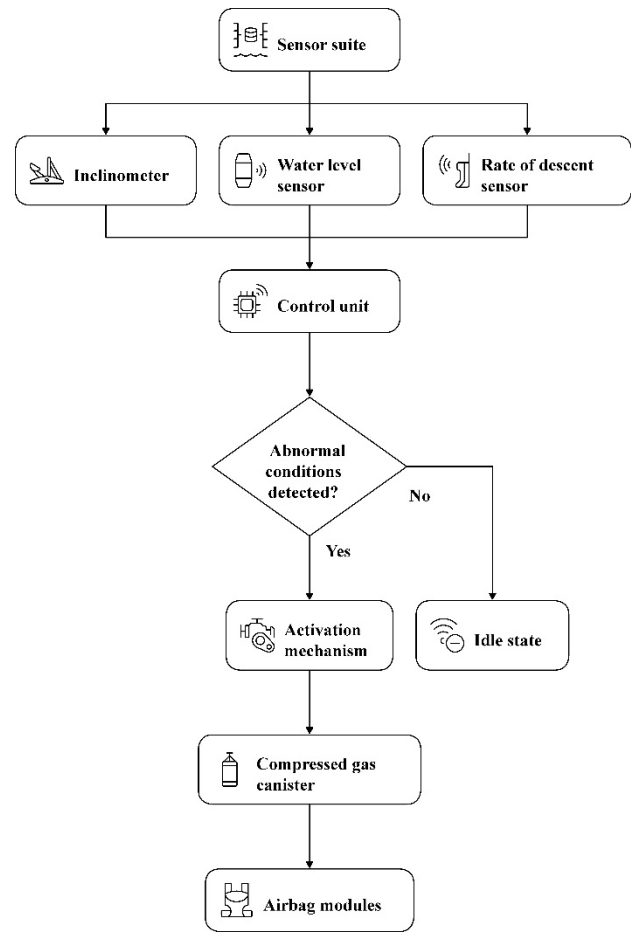 Sensor suite
Inclinometer
Water level
sensor
Rate of descent
sensor
Control unit
Abnormal
conditions
detected?
No
Yes
Activation
mechanism
Idle state
Compressed gas
canister
Airbag modules